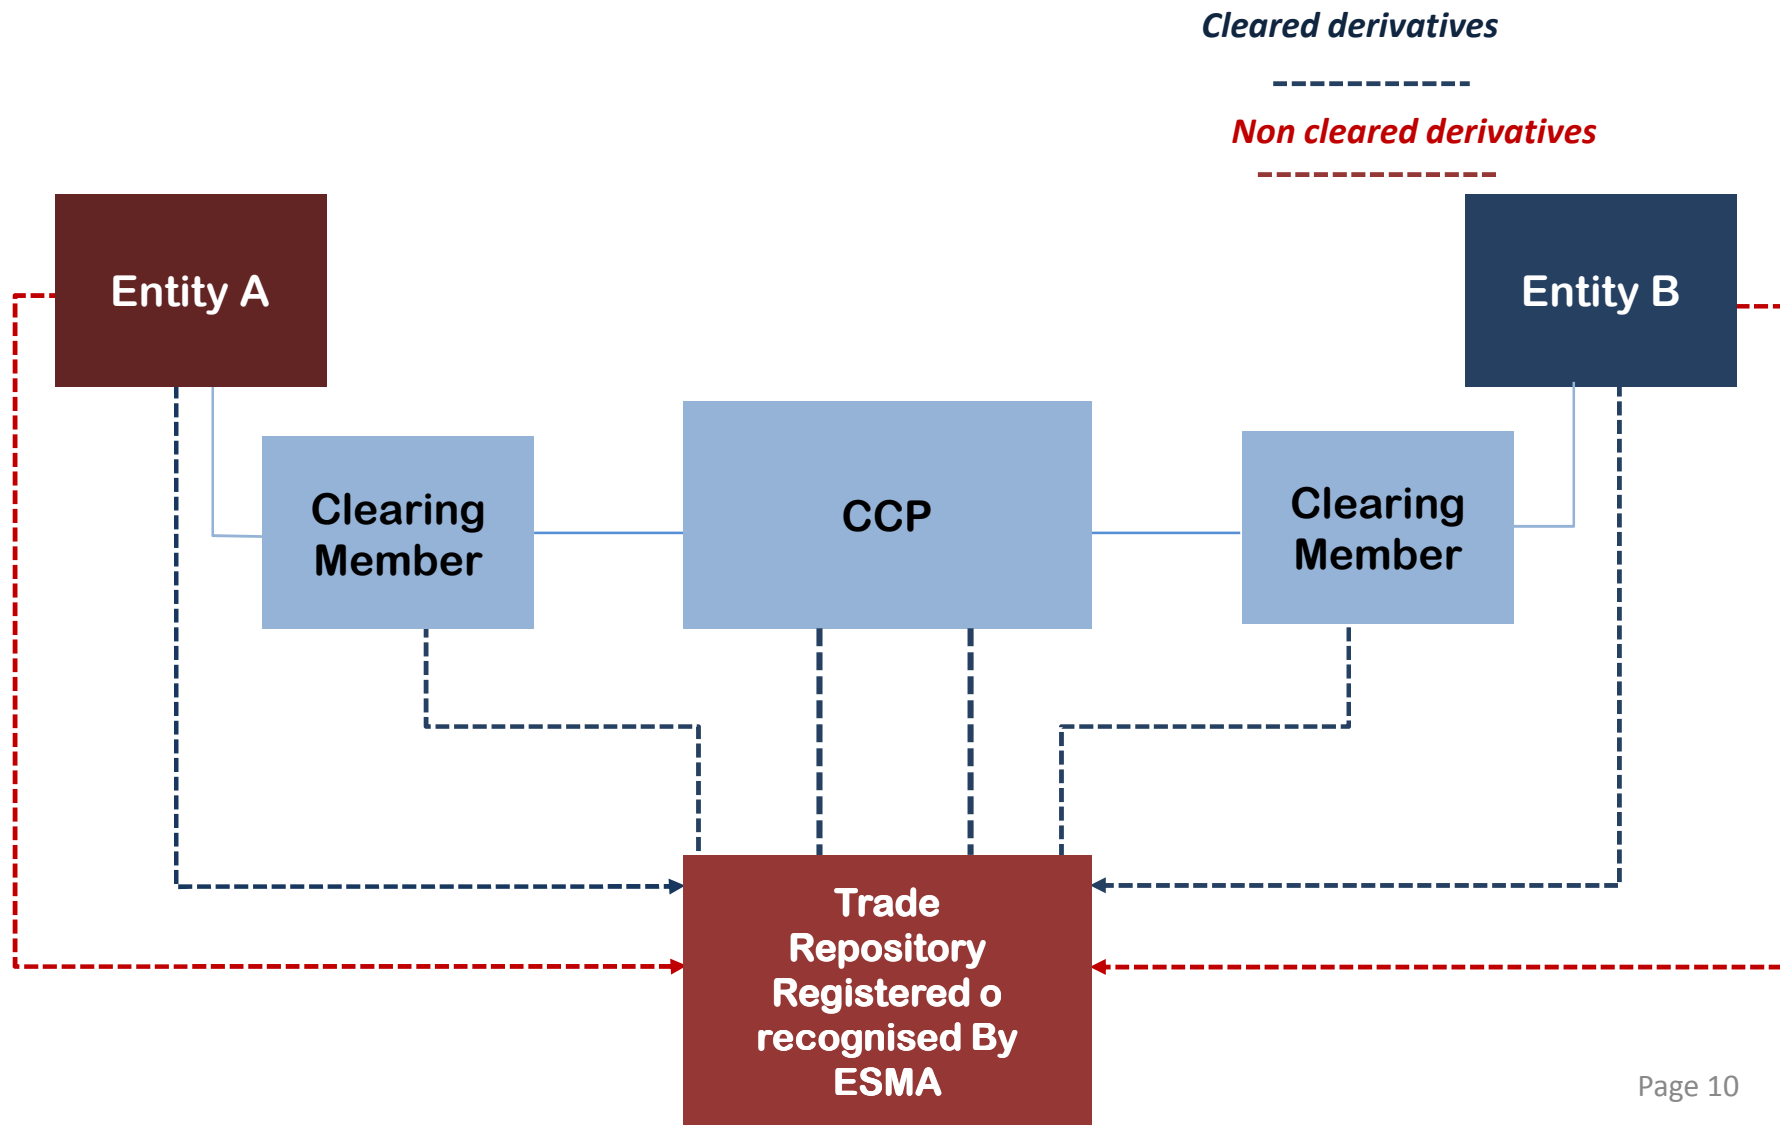 Cleared derivatives
Non cleared derivatives
Entity A
Entity B
Clearing
Member
CCP
Clearing
Member
Trade
Repository
Registered o
recognised By
ESMA
Page 10